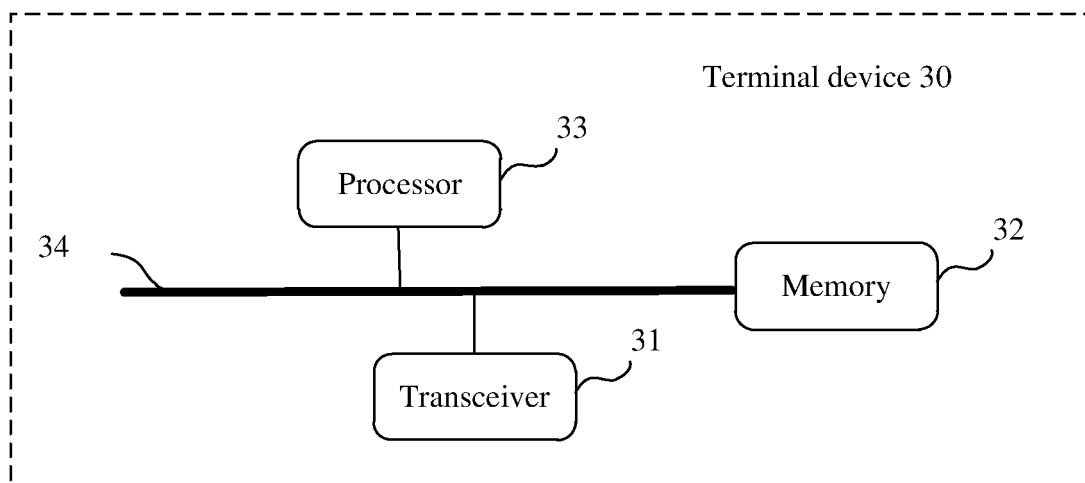 Terminal device 30
33
Processor
34
32
Memory
31
Transceiver